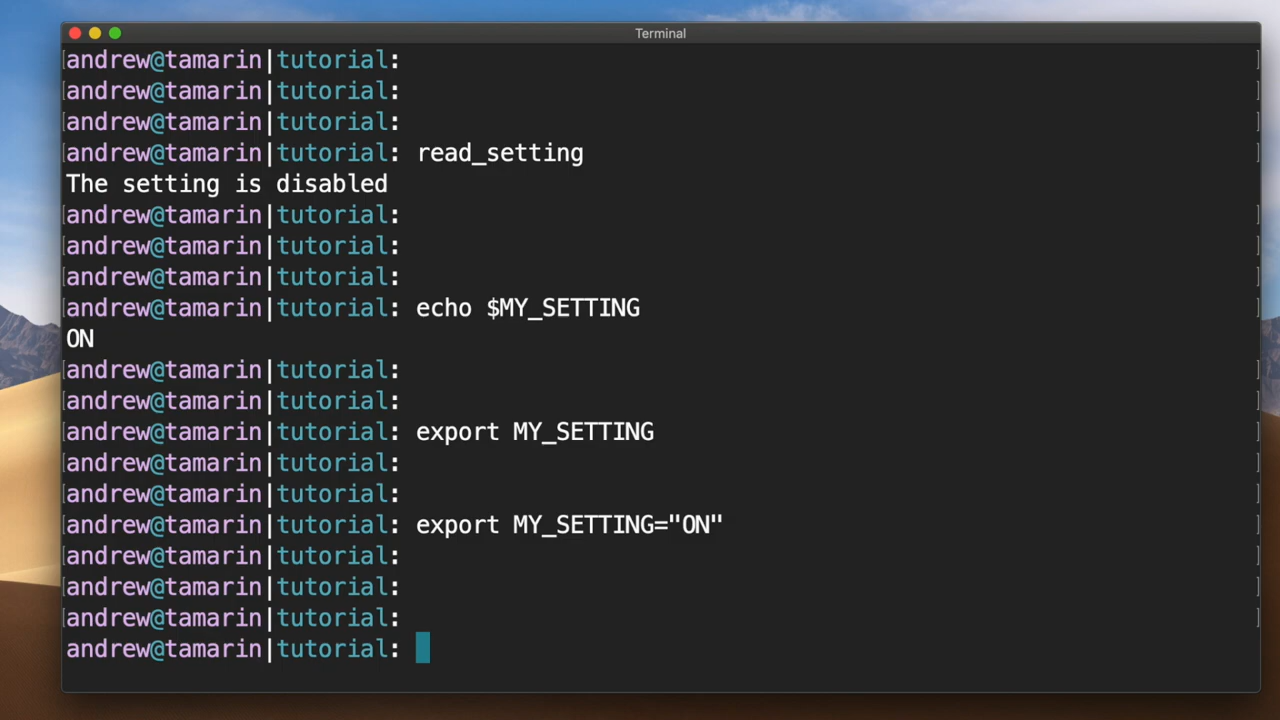 Terminal
andrew@tamarin|tutorial:
andrew@tamarin|tutorial:
andrew@tamarin|tutorial:
andrew@tamarin|tutorial: read_setting
The setting is disabled
andrew@tamarin|tutorial:
andrew@tamarin|tutorial:
andrew@tamarin|tutorial:
andrew@tamarin|tutorial: echo $MY_SETTING
ON
andrew@tamarin|tutorial:
andrew@tamarin|tutorial:
andrew@tamarin|tutorial: export MY_SETTING
andrew@tamarin|tutorial:
andrew@tamarin|tutorial:
andrew@tamarin|tutorial: export MY_SETTING="ON"
andrew@tamarin|tutorial:
andrew@tamarin|tutorial:
andrew@tamarin|tutorial:
andrew@tamarin|tutorial: